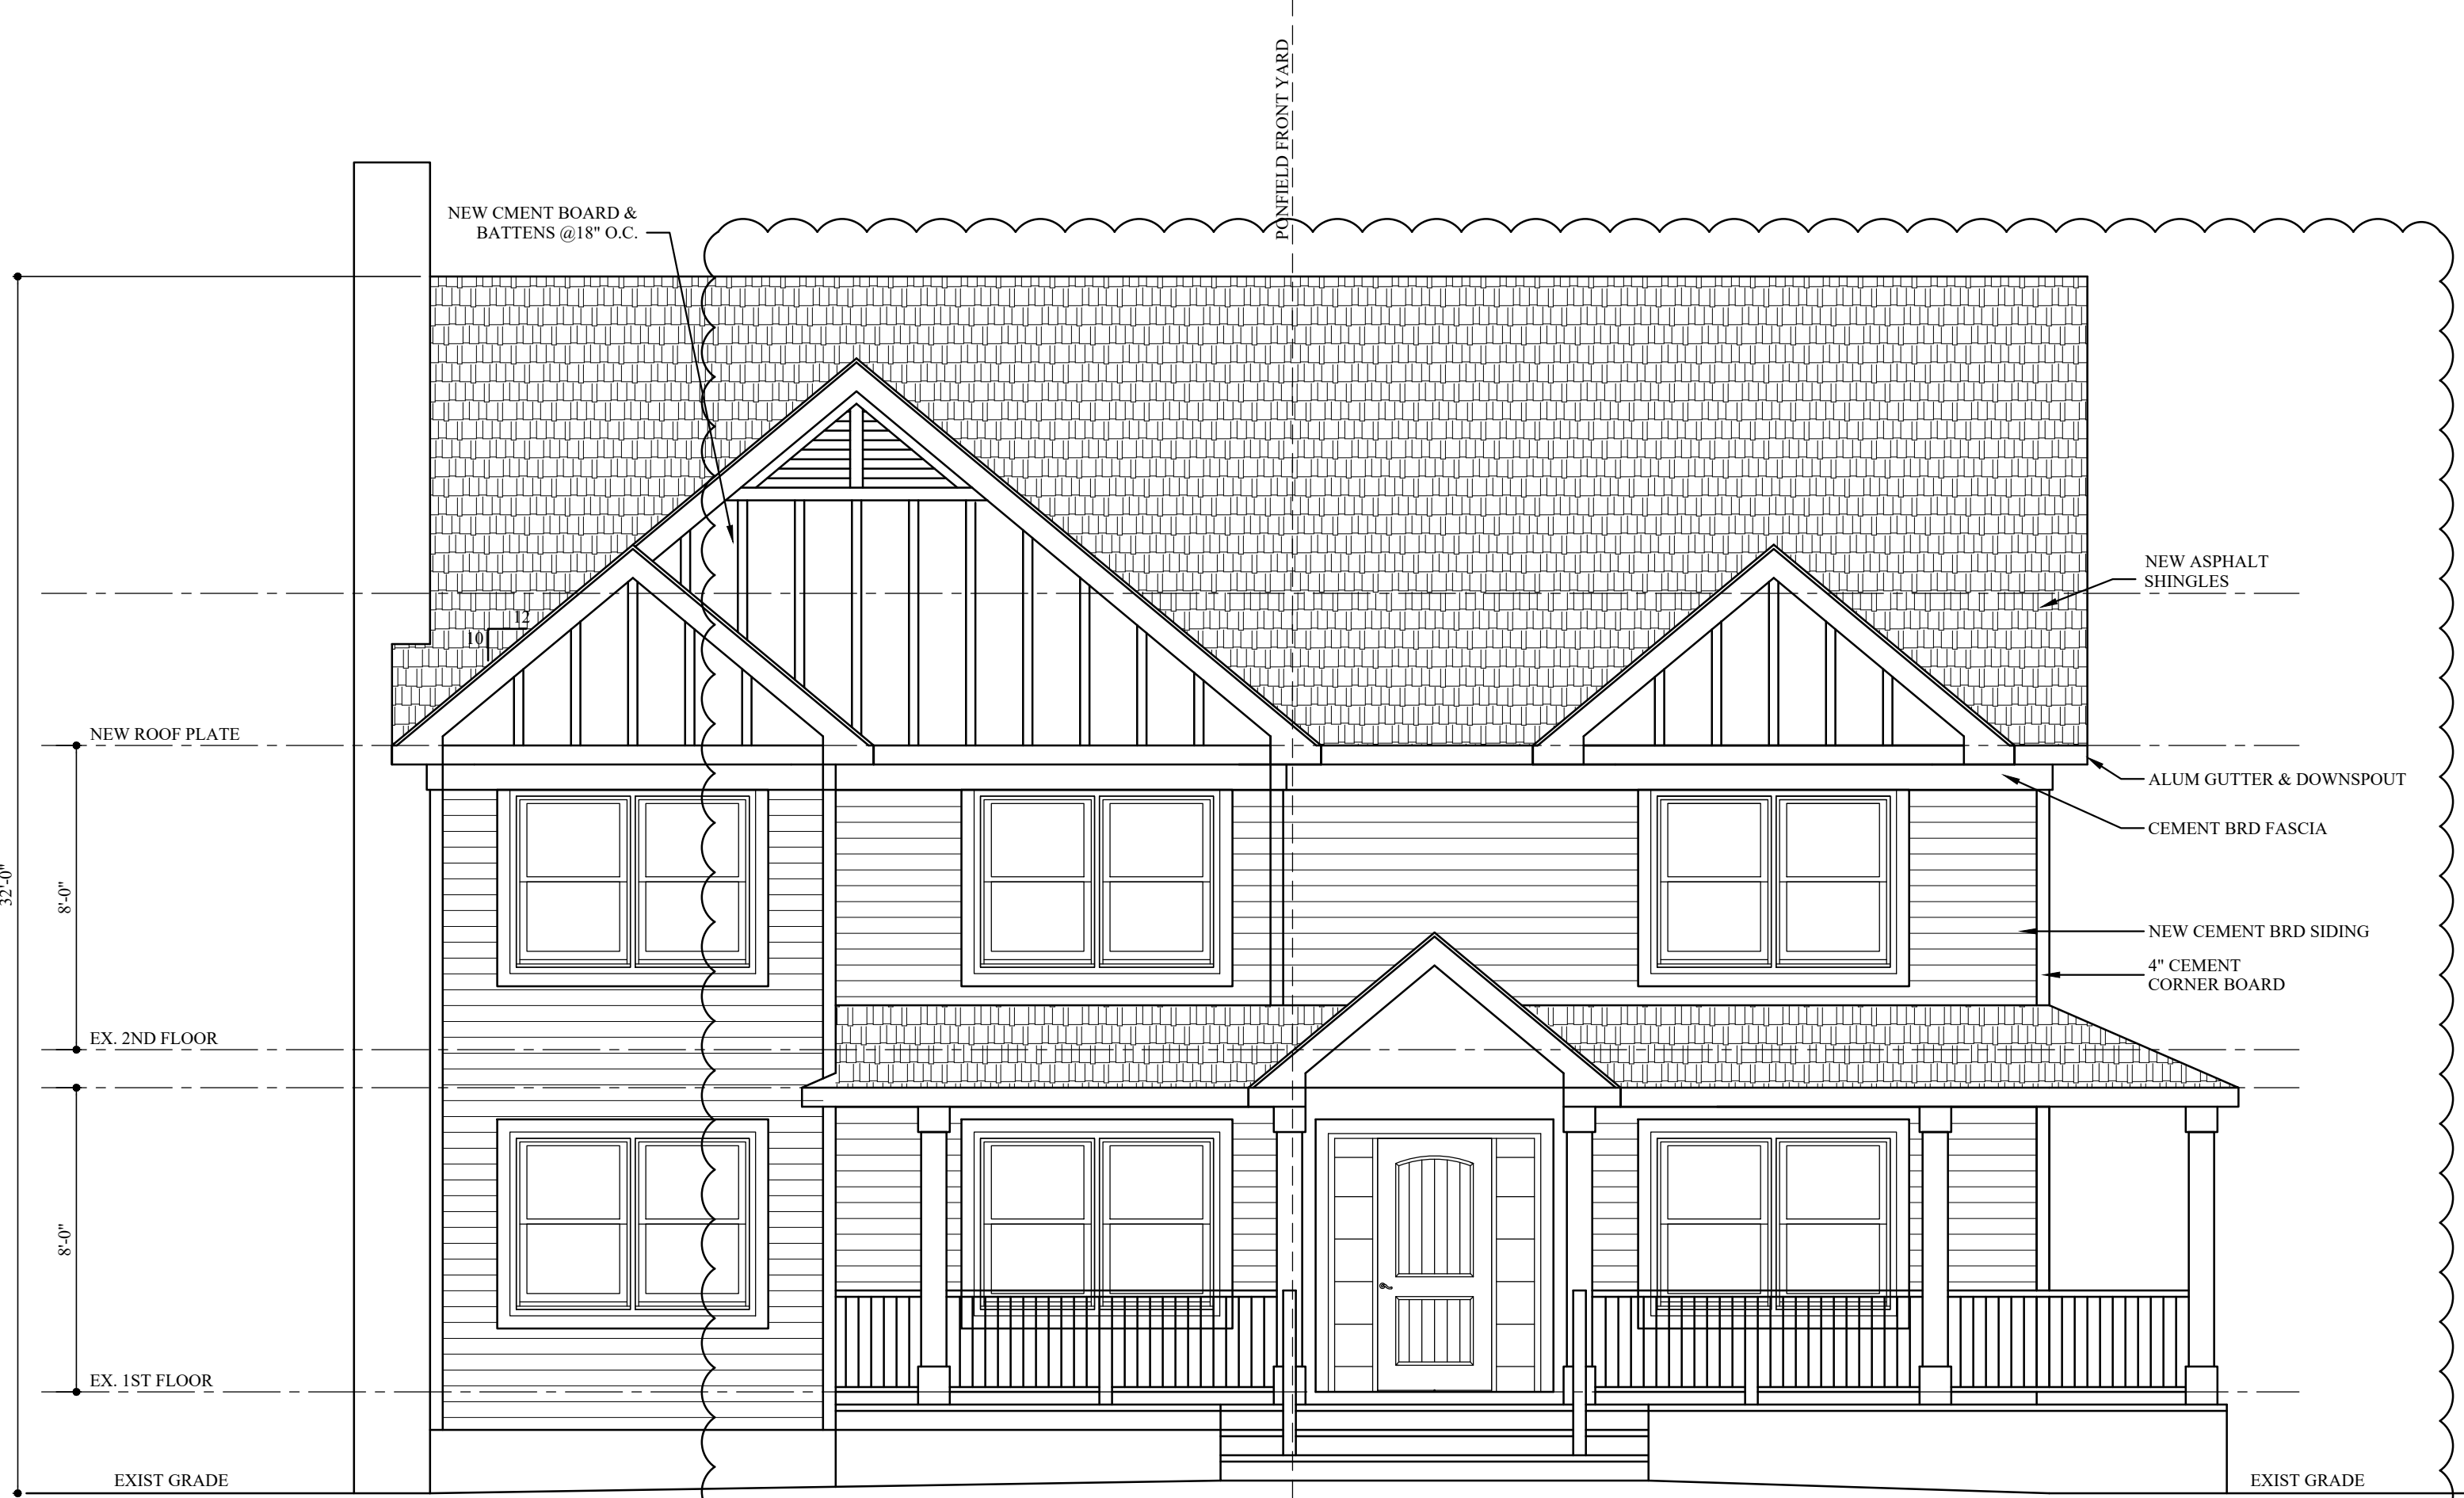 PONFIELD FRONT YARD
NEW CMENT BOARD &
BATTENS @18" O.C.
NEW ASPHALT
SHINGLES
12
10
NEW ROOF PLATE
ALUM GUTTER & DOWNSPOUT
CEMENT BRD FASCIA
32'-0"
8'-0"
NEW CEMENT BRD SIDING
4" CEMENT
CORNER BOARD
EX. 2ND FLOOR
8'-0"
EX. 1ST FLOOR
EXIST GRADE
EXIST GRADE